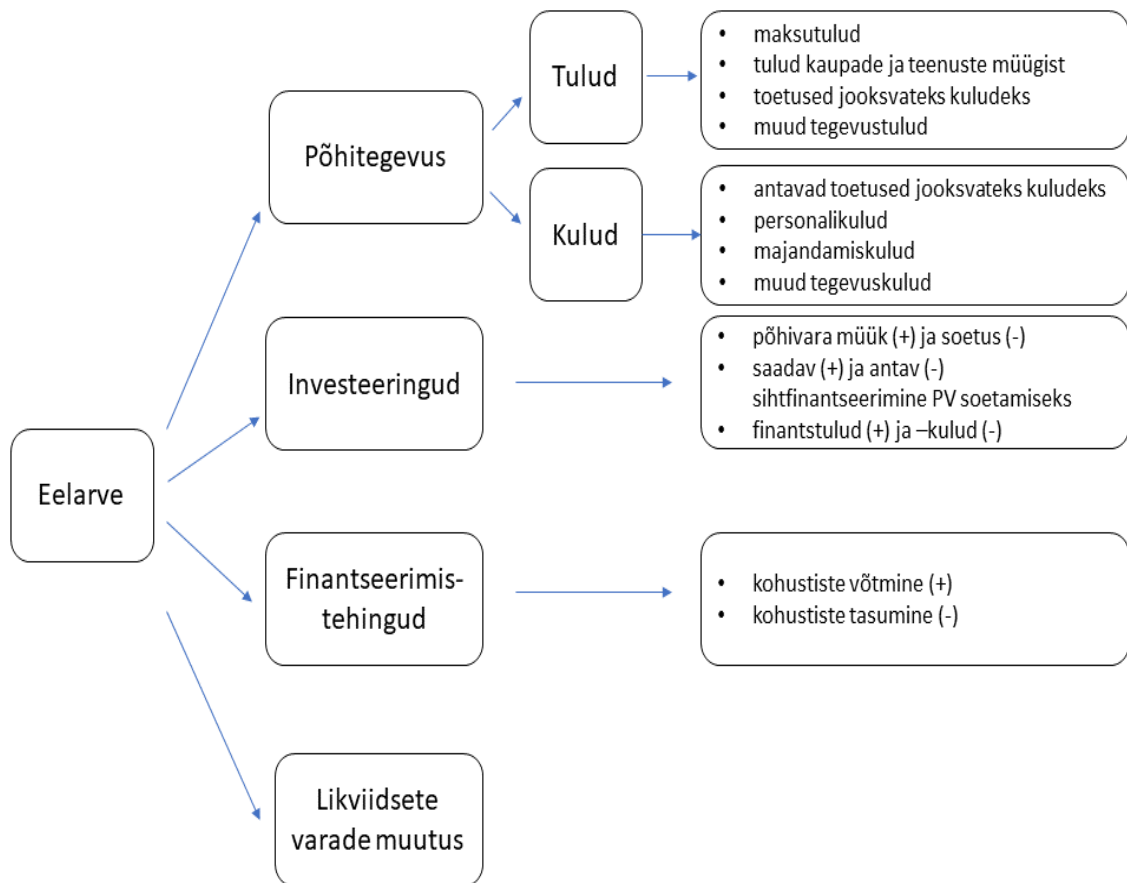 Eelarve
Põhitegevus
Tulud
• maksutulud
• tulud kaupade ja teenuste müügist
• toetused jooksvateks kuludeks
• muud tegevustulud
Kulud
• antavad toetused jooksvateks kuludeks
• personalikulud
• majandamiskulud
• muud tegevuskulud
Investeeringud
• põhivara müük (+) ja soetus (-)
• saadav (+) ja antav (-)
sihtfinantseerimine PV soetamiseks
• finantstulud (+) ja –kulud (-)
Finantseerimis-
tehingud
• kohustiste võtmine (+)
• kohustiste tasumine (-)
Likviidsete
varade muutus